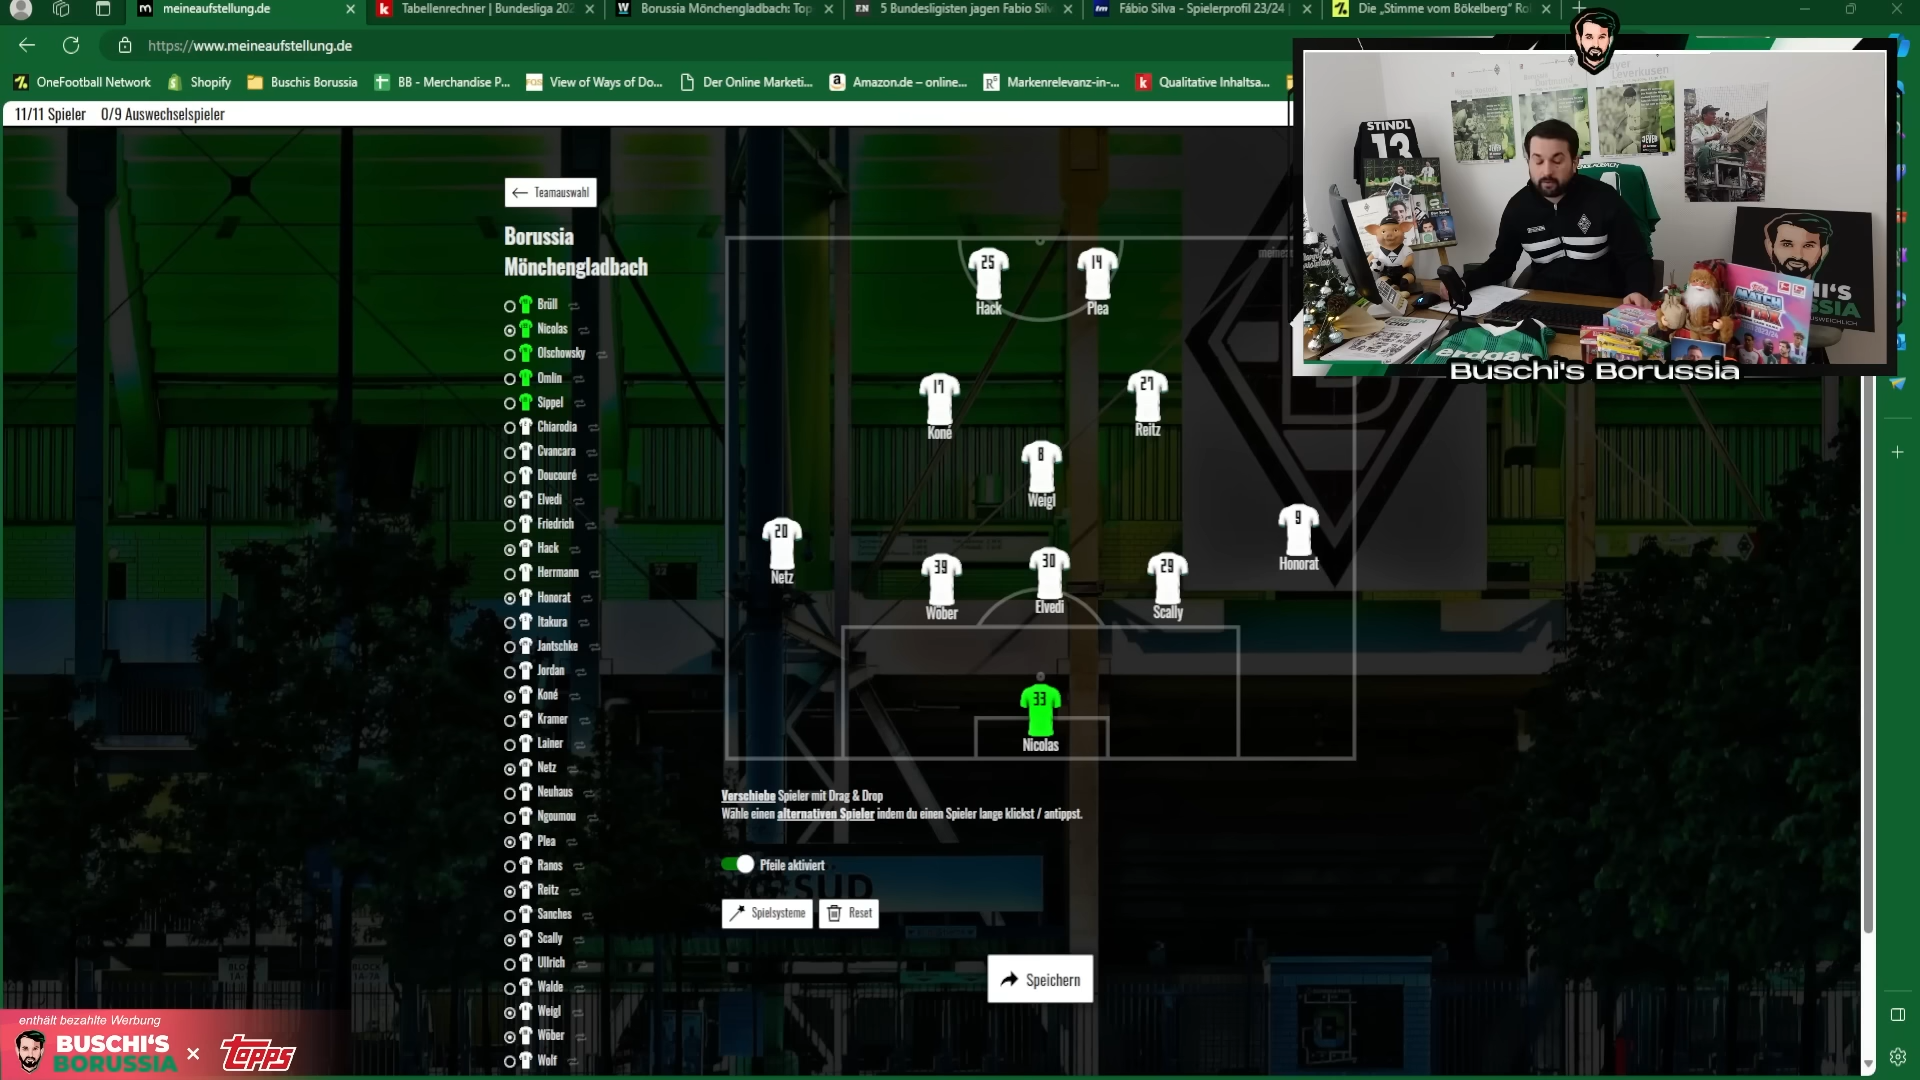 meineaufstellung.de
Tabellenrechner | Bundesliga 202
Borussia Mönchengladbach: Top
5 Bundesligisten jagen Fabio Silv
Fábio Silva - Spielerprofil 23/24 |
Die „Stimme vom Bökelberg“ Rol
https://www.meineaufstellung.de
OneFootball Network
Shopify
Buschis Borussia
BB - Merchandise P...
View of Ways of Do...
Der Online Marketi...
Amazon.de – online...
Markenrelevanz-in-...
Qualitative Inhaltsa...
11/11 Spieler 0/9 Auswechselspieler
Teamauswahl
Borussia
Mönchengladbach
Brüll
Nicolas
Olschowsky
Omlin
Sippel
Chiarodia
Cvancara
Doucouré
Elvedi
Friedrich
Hack
Herrmann
Honorat
Itakura
Jantschke
Jordan
Koné
Kramer
Lainer
Netz
Neuhaus
Ngoumou
Plea
Ranos
Reitz
Sanches
Scally
Ullrich
Walde
Weigl
Wöber
Wolf
25
Hack
14
Plea
17
Koné
27
Reitz
8
Weigl
20
Netz
9
Honorat
39
Wöber
30
Elvedi
29
Scally
33
Nicolas
Verschiebe Spieler mit Drag & Drop
Wähle einen alternativen Spieler indem du einen Spieler lange klickst / antippst.
Pfeile aktiviert
SÜD
Spielsysteme
Reset
Speichern
STINDL
13
Leverkusen
erdgas
MATCH
ATTAX
Buschi's Borussia
enthält bezahlte Werbung
BUSCHI'S
BORUSSIA
×
Topps